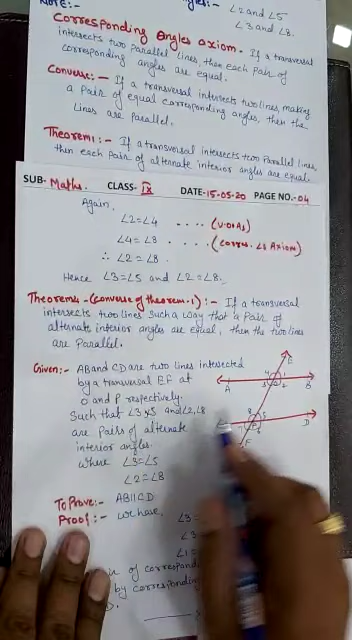 NOTE:-
∠2 and ∠5
∠3 and ∠8.
Corresponding Angles axiom - If a transversal
intersects two parallel lines, then each pair of
corresponding angles are equal.
Converse:- If a transversal intersects two lines, making
a pair of equal corresponding angles, then the
lines are parallel.
Theorem 1:- If a transversal intersects two parallel lines,
then each pair of alternate interior angles are equal.
SUB- Maths. CLASS- IX DATE-15-05-20 PAGE NO.-04
Again,
∠2=∠4 .... (V.O.A's)
∠4=∠8 .... (Corres. ∠s Axiom)
∴ ∠2=∠8
Hence ∠3=∠5 and ∠2=∠8.
Theorem - (Converse of theorem.1) :- If a transversal
intersects two lines such a way that a pair of
alternate interior angles are equal, then the two lines
are parallel.
Given:- AB and CD are two lines intersected
by a transversal EF at
O and P respectively.
Such that ∠3 and ∠2,∠8
are pairs of alternate
interior angles.
where ∠3=∠5
∠2=∠8
E
A
B
D
F
To Prove:- AB||CD
Proof:- we have,
∠3=
∠3=
∠1=
of correspond
by corresponding